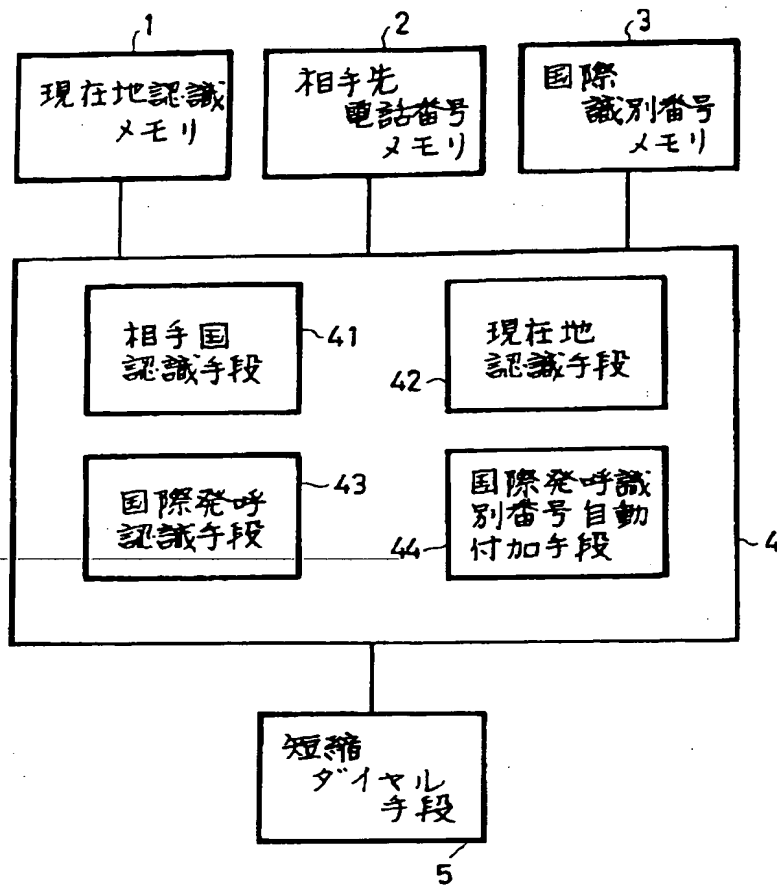 1
現在地認識
メモリ
2
相手先
電話番号
メモリ
3
国際
識別番号
メモリ
相手国
認識手段
41
現在地
認識手段
42
国際発呼
認識手段
43
国際発呼識
別番号自動
付加手段
44
4
短縮
ダイヤル
手段
5